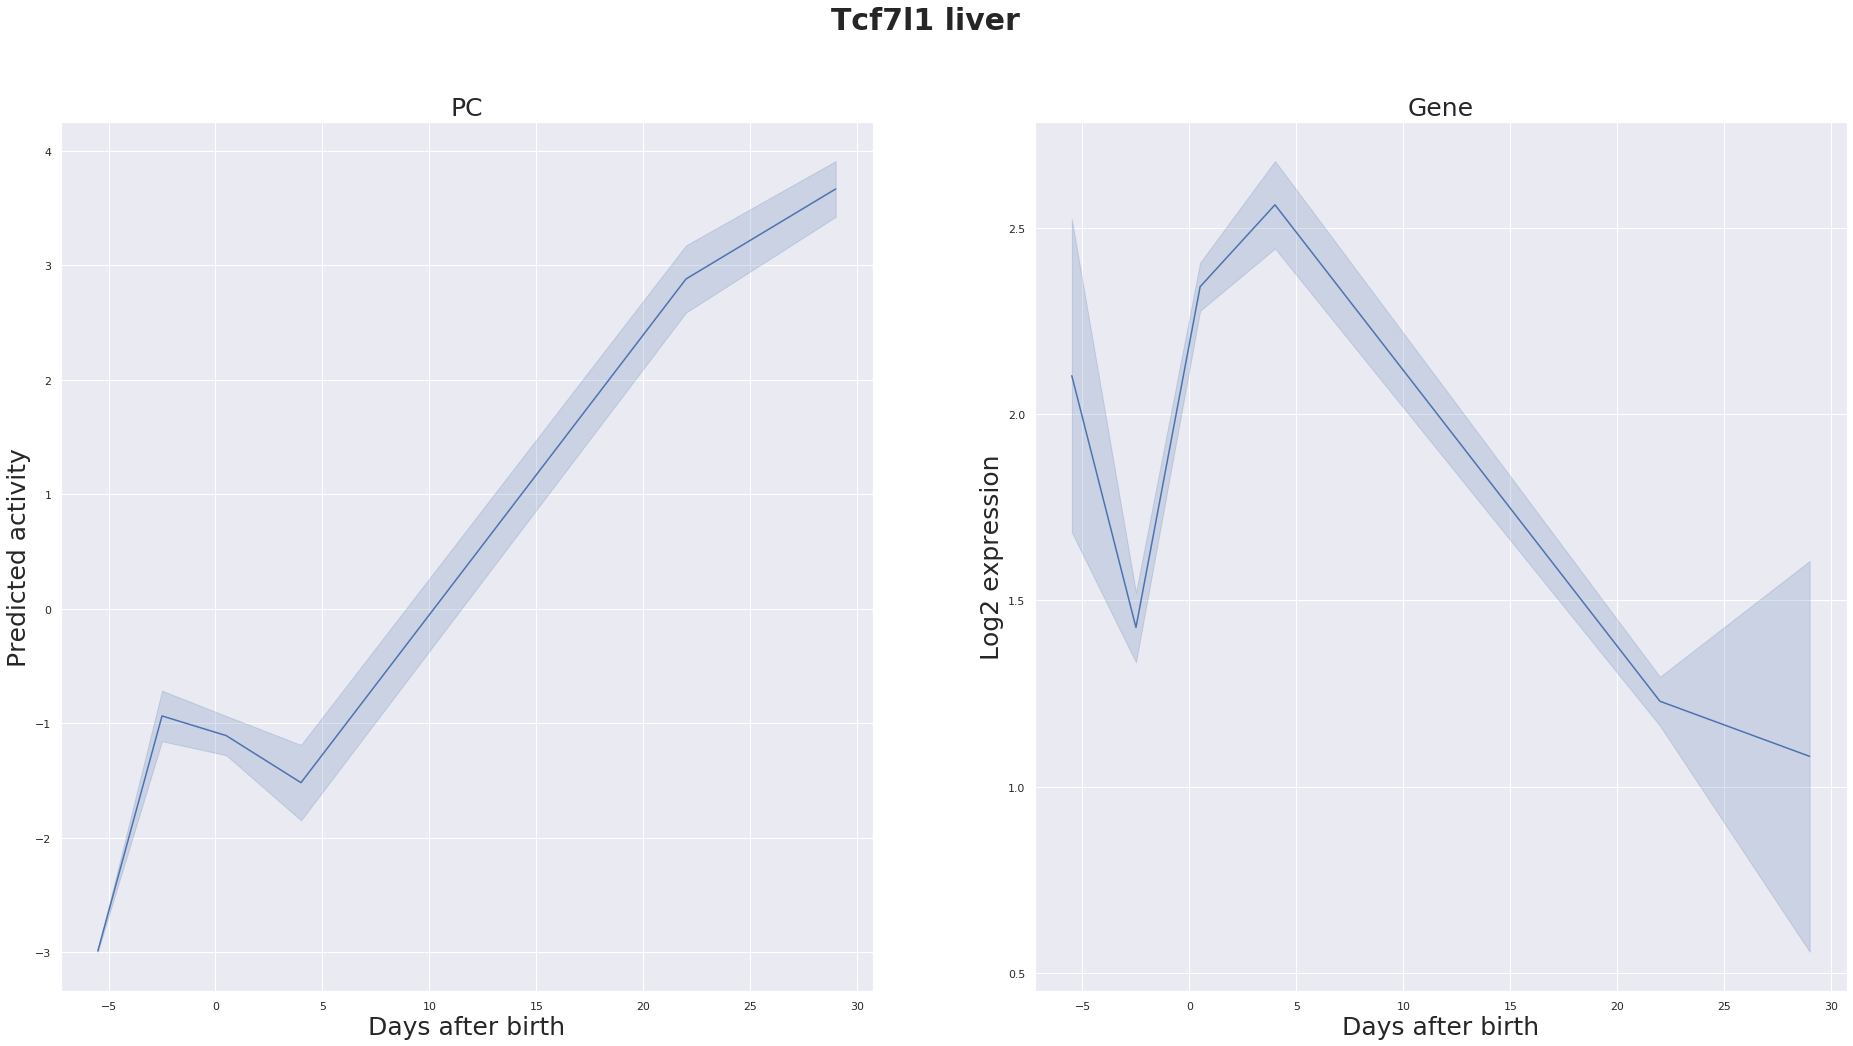 Tcf7l1 liver
PC
Predicted activity
4
3
2
1
0
−1
−2
−3
−5 0 5 10 15 20 25 30
Days after birth
Gene
Log2 expression
2.5
2.0
1.5
1.0
0.5
−5 0 5 10 15 20 25 30
Days after birth